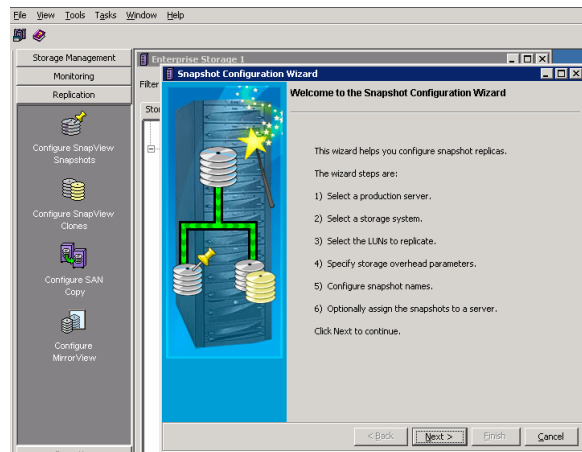 File View Tools Tasks Window Help
Storage Management
Monitoring
Replication
Configure SnapView
Snapshots
Configure SnapView
Clones
Configure SAN
Copy
Configure
MirrorView
Enterprise Storage 1
Filter
Snapshot Configuration Wizard
Welcome to the Snapshot Configuration Wizard
This wizard helps you configure snapshot replicas.
The wizard steps are:
1) Select a production server.
2) Select a storage system.
3) Select the LUNs to replicate.
4) Specify storage overhead parameters.
5) Configure snapshot names.
6) Optionally assign the snapshots to a server.
Click Next to continue.
< Back Next > Finish Cancel